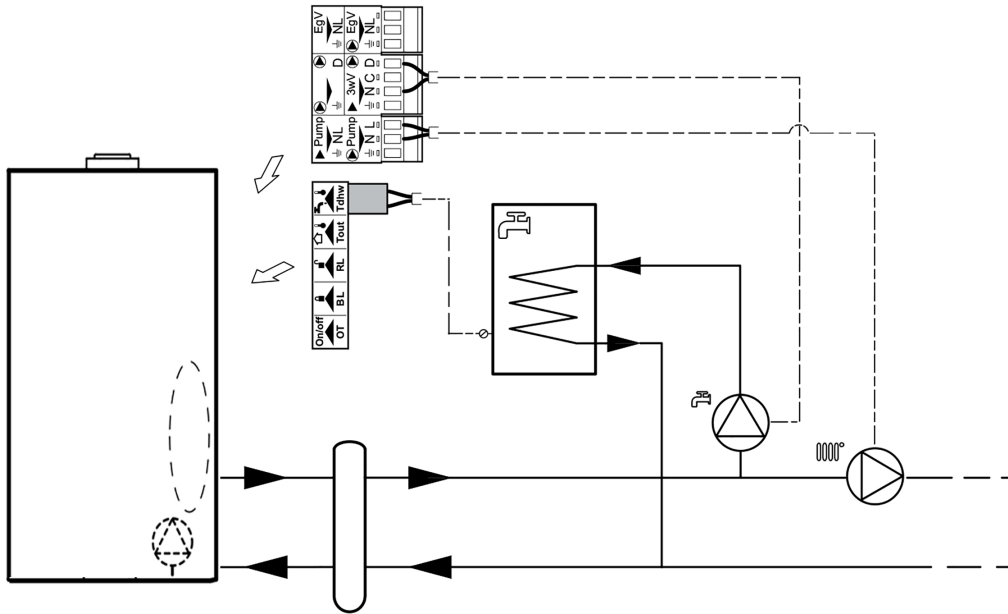 EgV
NL
EgV
NL
D
3wV
N C D
Pump
NL
Pump
N L
Tdhw
Tout
RL
BL
On/off
OT